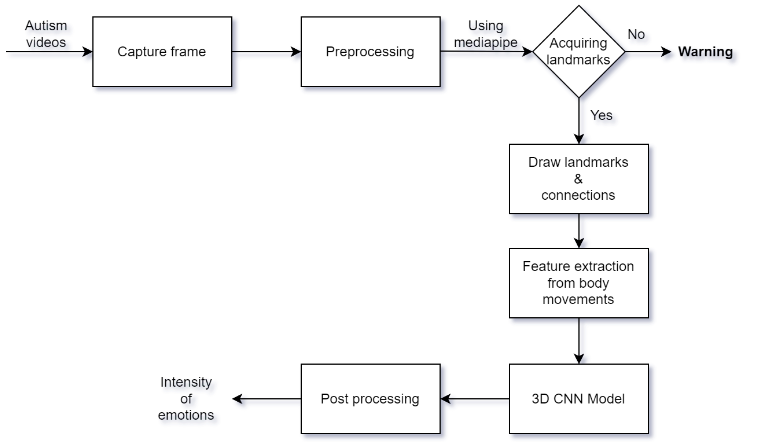 Autism
videos
Capture frame
Preprocessing
Using
mediapipe
Acquiring
landmarks
No
Warning
Yes
Draw landmarks
&
connections
Feature extraction
from body
movements
3D CNN Model
Post processing
Intensity
of
emotions